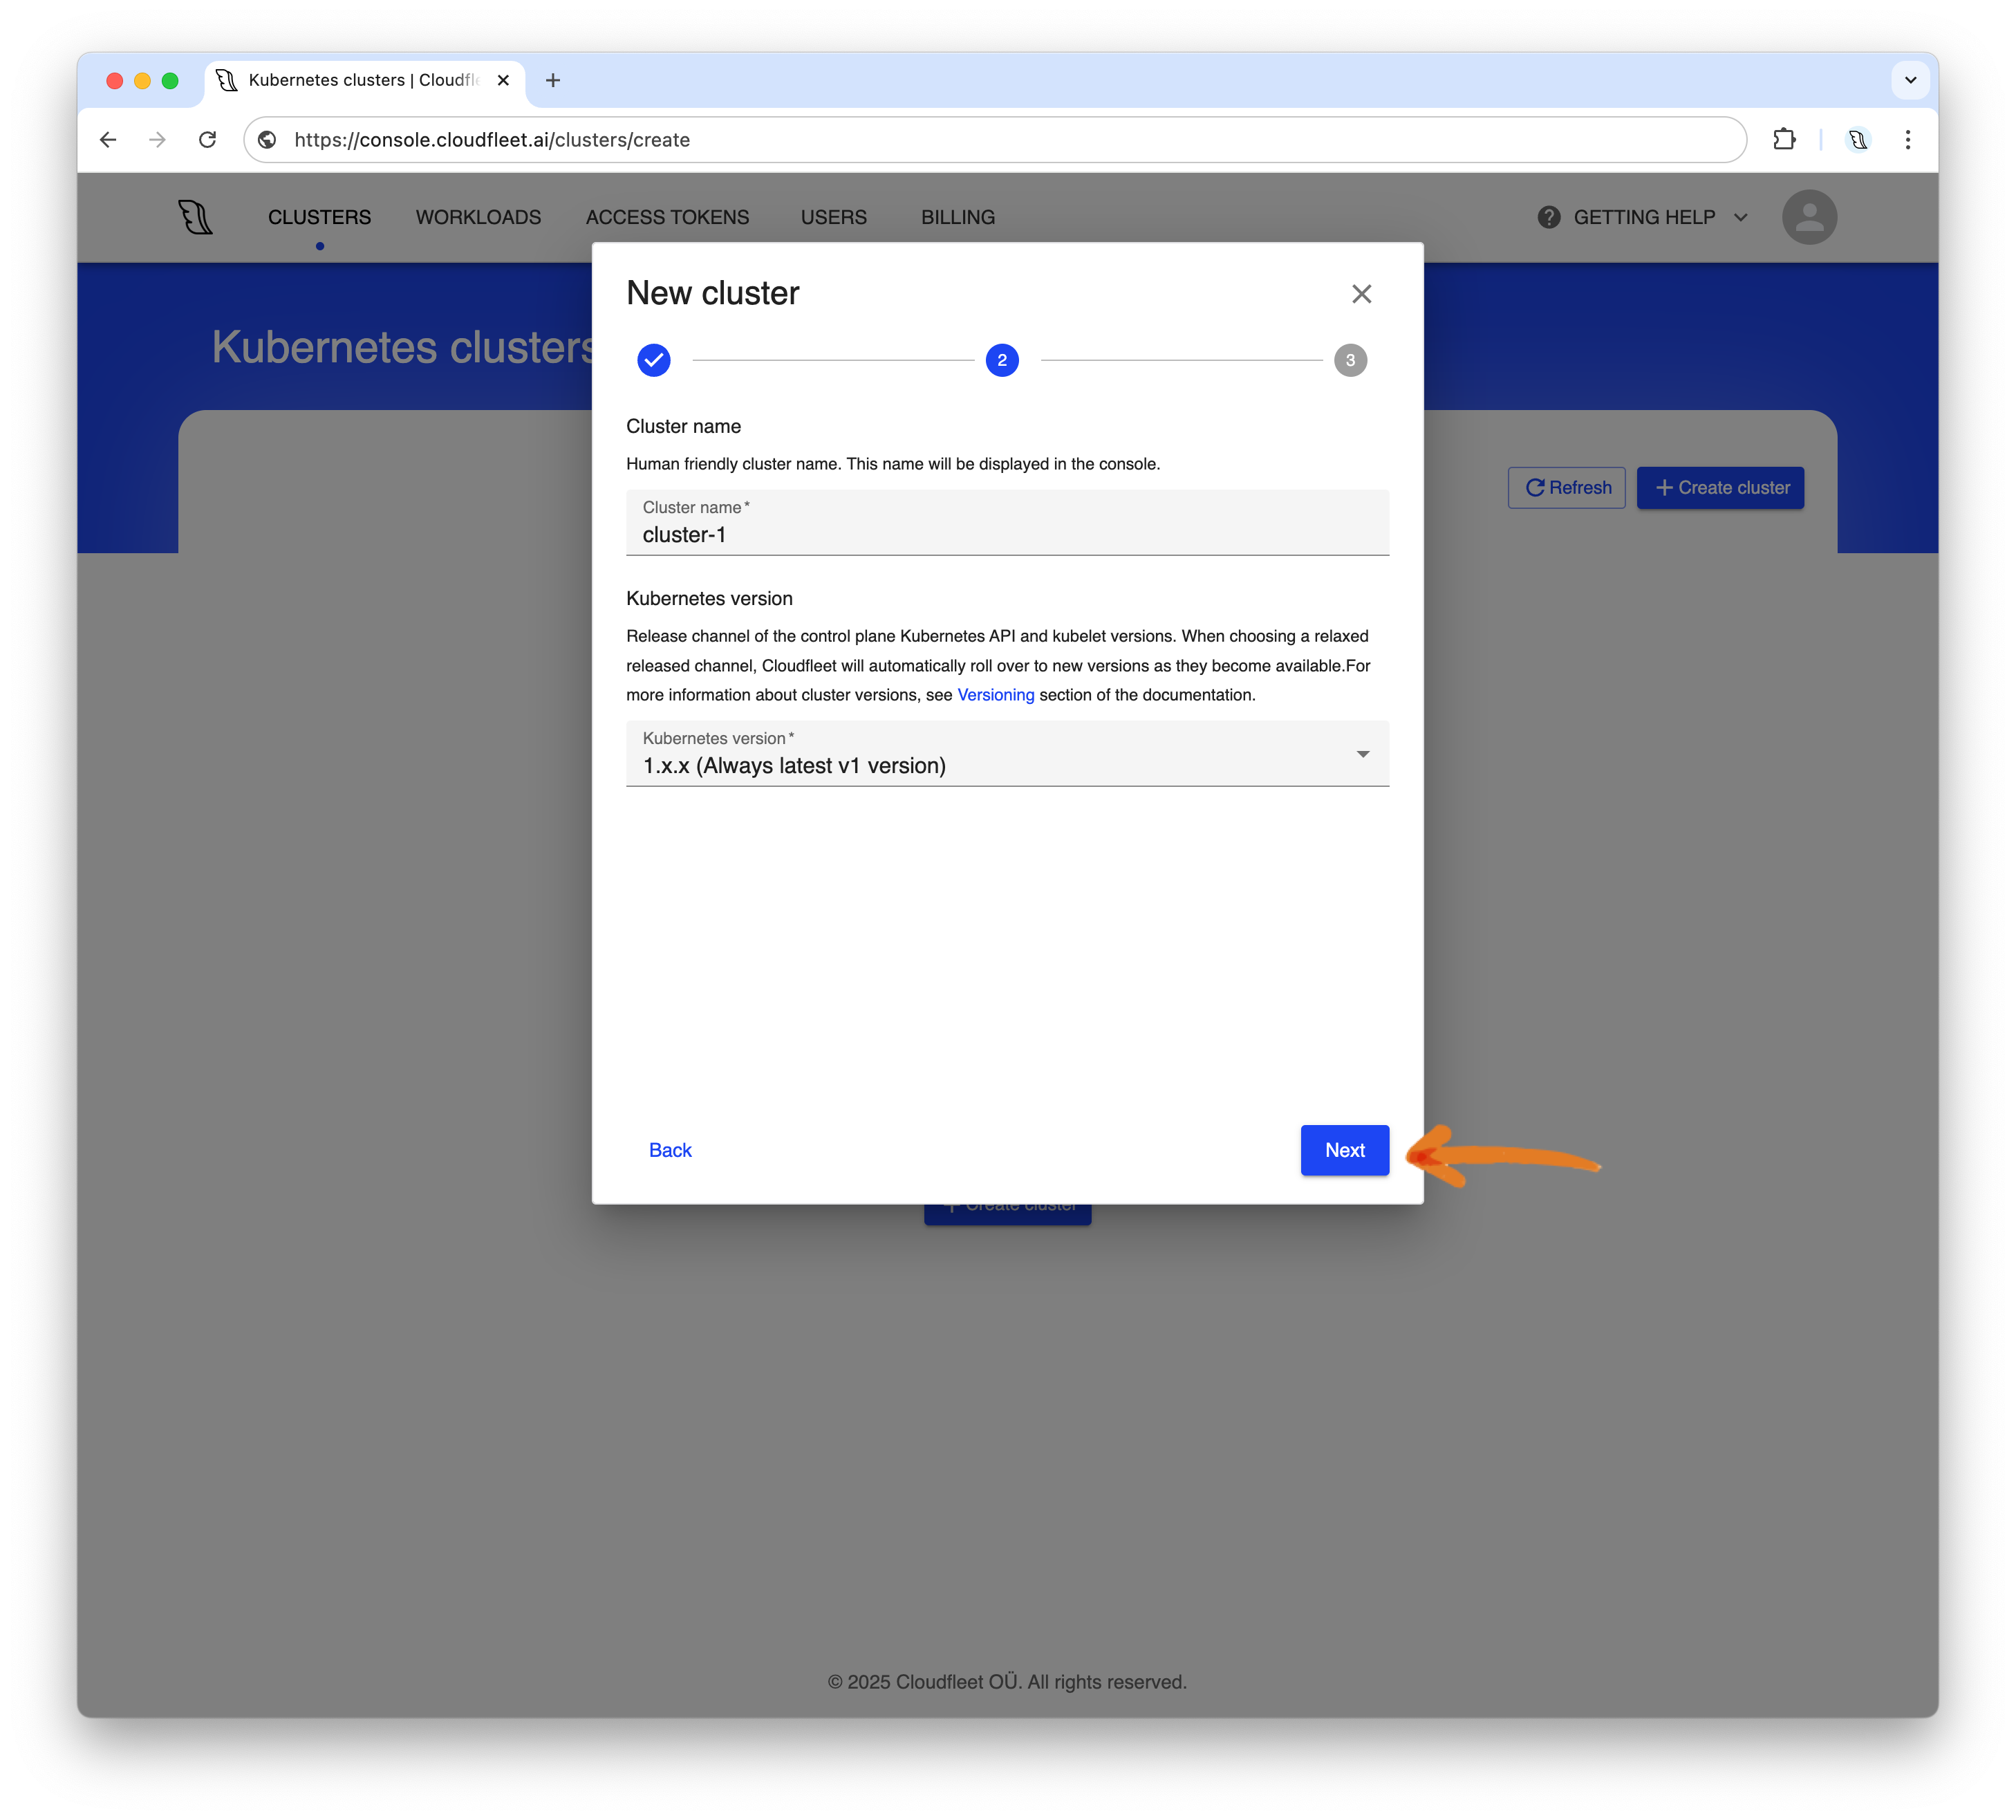 Kubernetes clusters | Cloudfl
https://console.cloudfleet.ai/clusters/create
CLUSTERS WORKLOADS ACCESS TOKENS USERS BILLING GETTING HELP
Kubernetes clusters
Refresh Create cluster
New cluster
2 3
Cluster name
Human friendly cluster name. This name will be displayed in the console.
Cluster name*
cluster-1
Kubernetes version
Release channel of the control plane Kubernetes API and kubelet versions. When choosing a relaxed
released channel, Cloudfleet will automatically roll over to new versions as they become available.For
more information about cluster versions, see Versioning section of the documentation.
Kubernetes version*
1.x.x (Always latest v1 version)
Back Next
Create cluster
© 2025 Cloudfleet OÜ. All rights reserved.